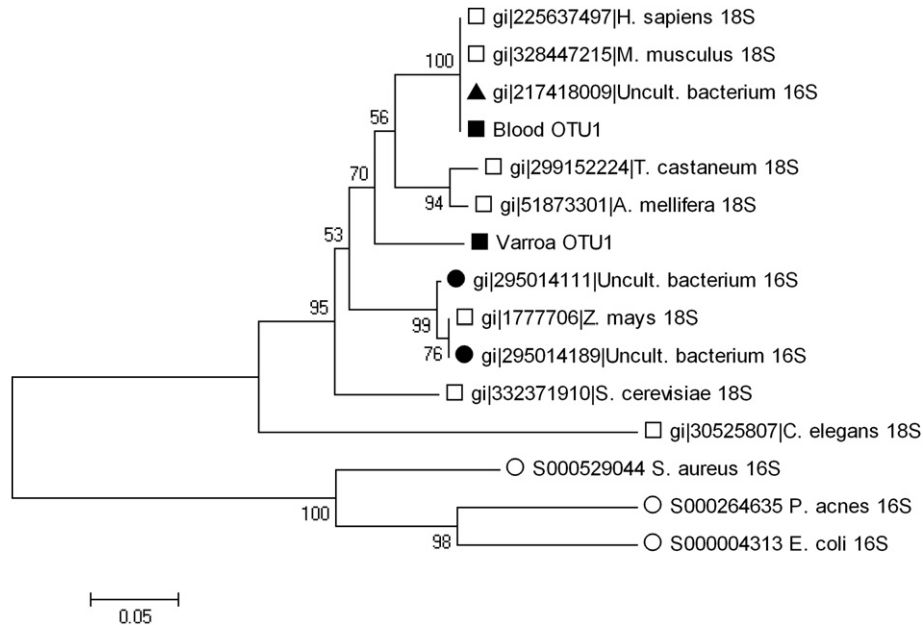 gi|225637497|H. sapiens 18S
gi|328447215|M. musculus 18S
100
gi|217418009|Uncult. bacterium 16S
Blood OTU1
56
gi|299152224|T. castaneum 18S
70
94
gi|51873301|A. mellifera 18S
Varroa OTU1
53
gi|295014111|Uncult. bacterium 16S
95
99
gi|1777706|Z. mays 18S
76
gi|295014189|Uncult. bacterium 16S
gi|332371910|S. cerevisiae 18S
gi|30525807|C. elegans 18S
S000529044 S. aureus 16S
100
S000264635 P. acnes 16S
98
S000004313 E. coli 16S
0.05